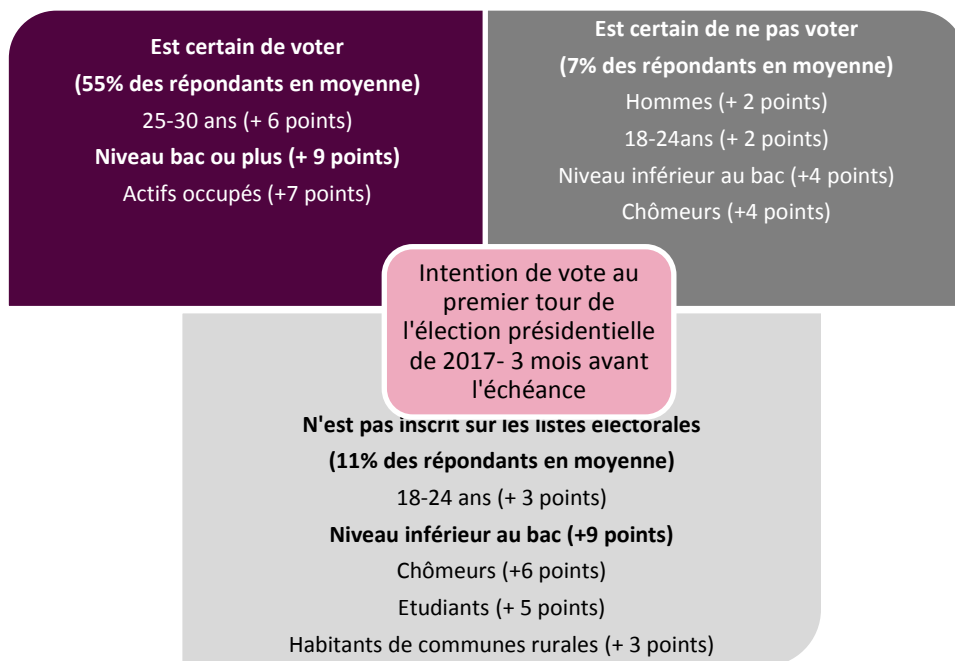 Est certain de voter
(55% des répondants en moyenne)
25-30 ans (+ 6 points)
Niveau bac ou plus (+ 9 points)
Actifs occupés (+7 points)
Est certain de ne pas voter
(7% des répondants en moyenne)
Hommes (+ 2 points)
18-24ans (+ 2 points)
Niveau inférieur au bac (+4 points)
Chômeurs (+4 points)
Intention de vote au
premier tour de
l'élection présidentielle
de 2017- 3 mois avant
l'échéance
N'est pas inscrit sur les listes électorales
(11% des répondants en moyenne)
18-24 ans (+ 3 points)
Niveau inférieur au bac (+9 points)
Chômeurs (+6 points)
Etudiants (+ 5 points)
Habitants de communes rurales (+ 3 points)